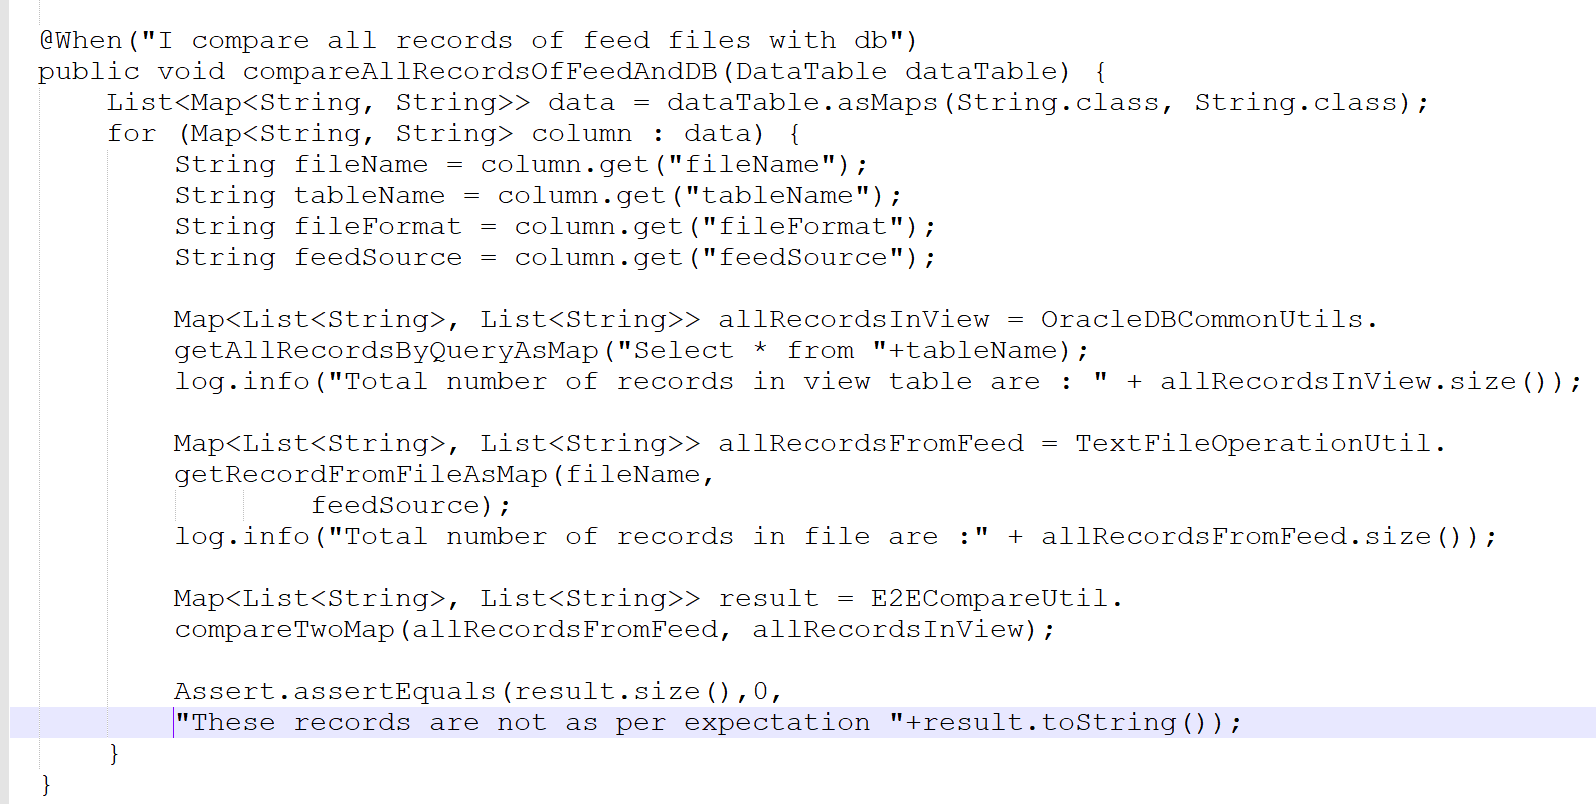 @When("I compare all records of feed files with db")
public void compareAllRecordsOfFeedAndDB(DataTable dataTable) {
List<Map<String, String>> data = dataTable.asMaps(String.class, String.class);
for (Map<String, String> column : data) {
String fileName = column.get("fileName");
String tableName = column.get("tableName");
String fileFormat = column.get("fileFormat");
String feedSource = column.get("feedSource");
Map<List<String>, List<String>> allRecordsInView = OracleDBCommonUtils.
getAllRecordsByQueryAsMap("Select * from "+tableName);
log.info("Total number of records in view table are : " + allRecordsInView.size());
Map<List<String>, List<String>> allRecordsFromFeed = TextFileOperationUtil.
getRecordFromFileAsMap(fileName,
feedSource);
log.info("Total number of records in file are :" + allRecordsFromFeed.size());
Map<List<String>, List<String>> result = E2ECompareUtil.
compareTwoMap(allRecordsFromFeed, allRecordsInView);
Assert.assertEquals(result.size(),0,
"These records are not as per expectation "+result.toString());
}
}